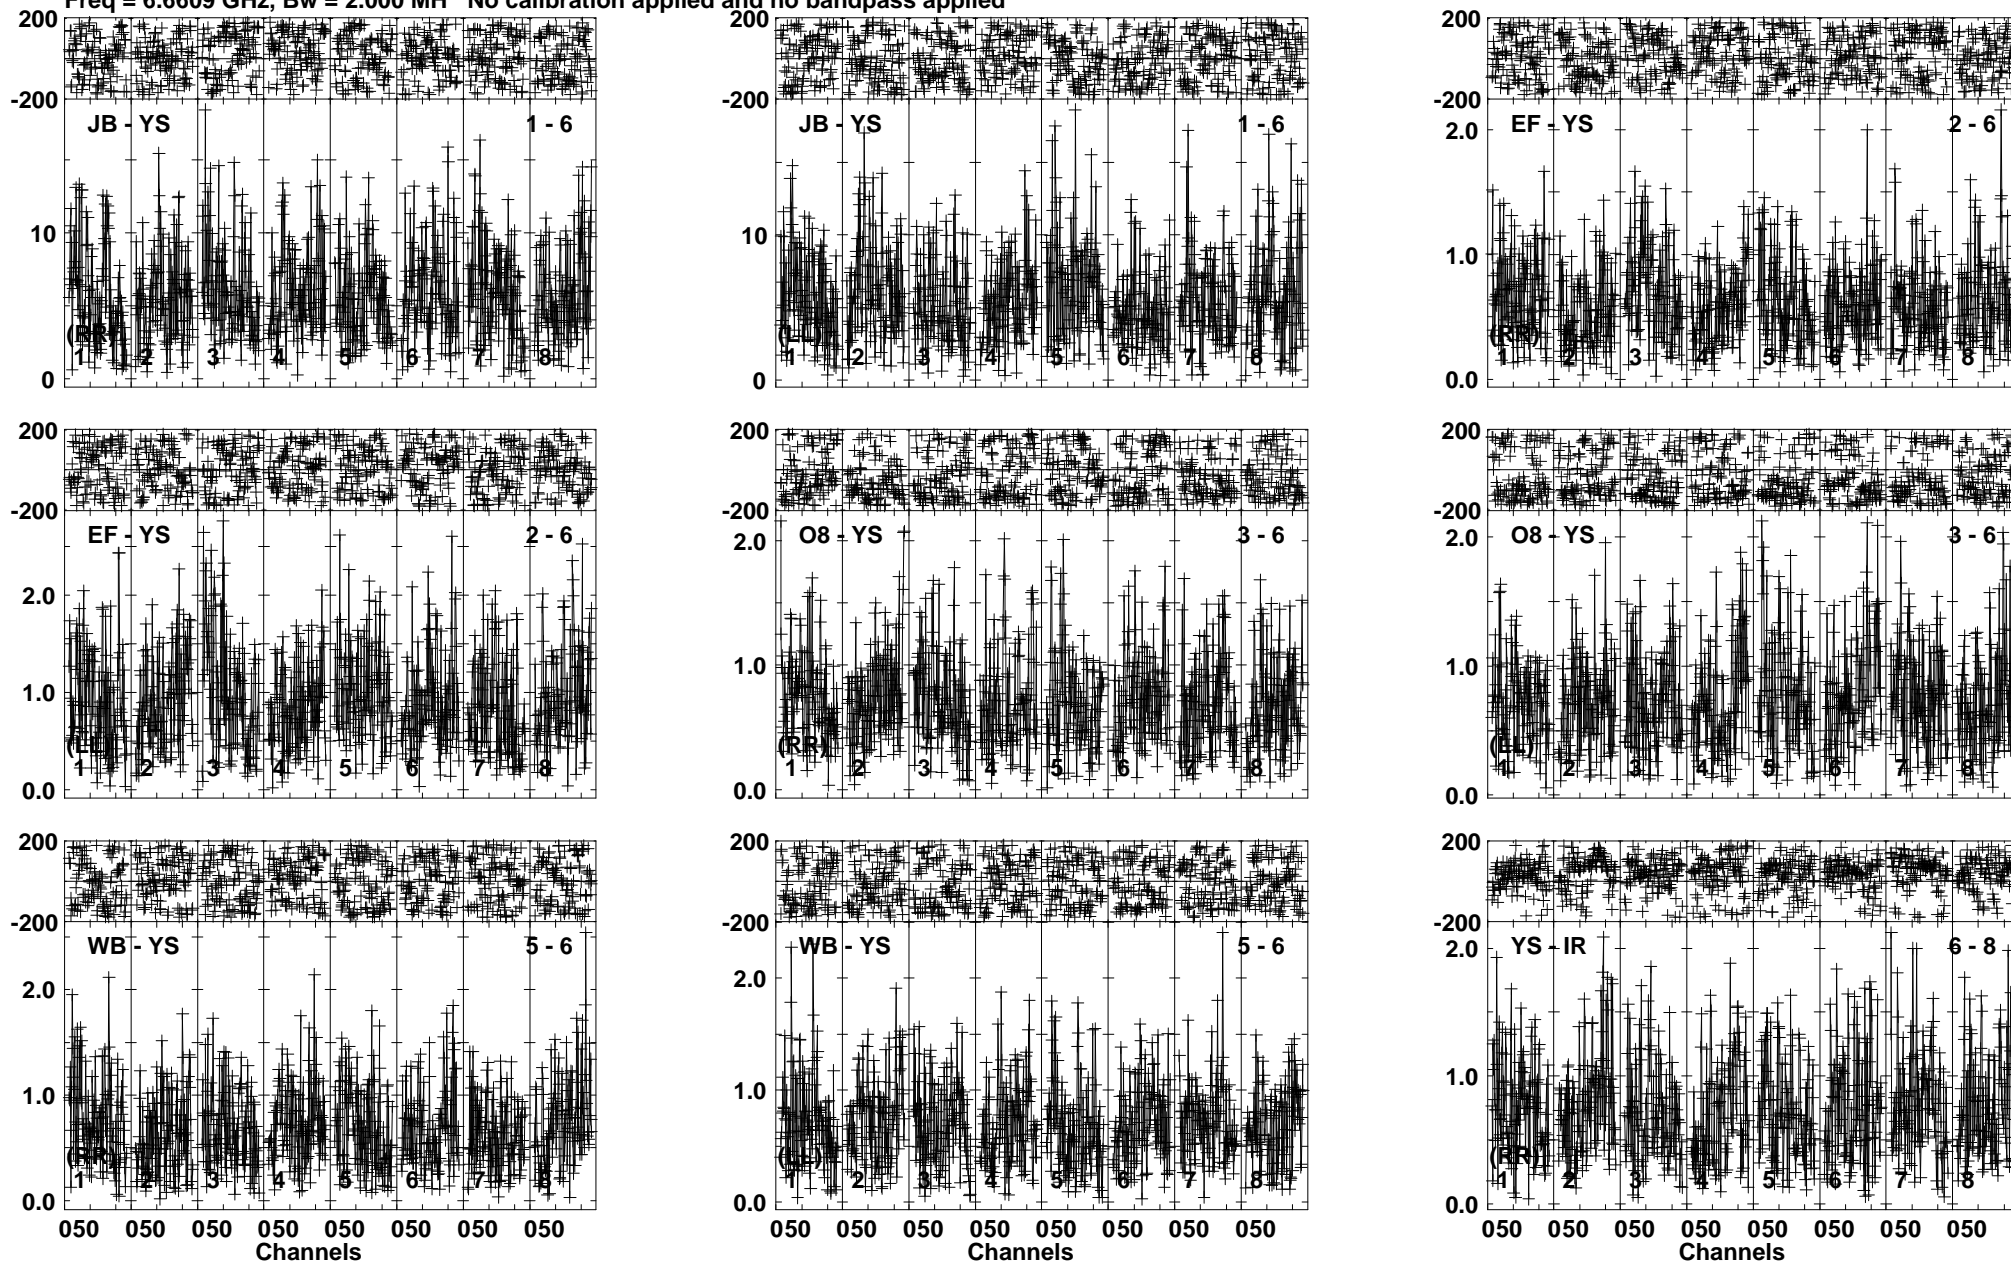 Freq = 6.6609 GHz, Bw = 2.000 MH No calibration applied and no bandpass applied
200 200 200
-200 -200 -200
JB - YS 1 - 6 JB - YS 1 - 6 EF - YS 2 - 6
2.0
10 10 1.0
(RR) (LL) (RR)
1 2 3 4 5 6 7 8 1 2 3 4 5 6 7 8 1 2 3 4 5 6 7 8
0 0 0.0
200 200 200
-200 -200 -200
EF - YS 2 - 6 O8 - YS 3 - 6 O8 - YS 3 - 6
2.0 2.0 2.0
1.0 1.0 1.0
(LL) (RR) (LL)
1 2 3 4 5 6 7 8 1 2 3 4 5 6 7 8 1 2 3 4 5 6 7 8
0.0 0.0 0.0
200 200 200
-200 -200 -200
WB - YS 5 - 6 WB - YS 5 - 6 YS - IR 6 - 8
2.0 2.0 2.0
1.0 1.0 1.0
(RR) (LL) (RR)
1 2 3 4 5 6 7 8 1 2 3 4 5 6 7 8 1 2 3 4 5 6 7 8
0.0 0.0 0.0
050 050 050 050 050 050 050 050 050 050 050 050 050 050 050 050 050 050 050 050 050 050 050 050
Channels Channels Channels